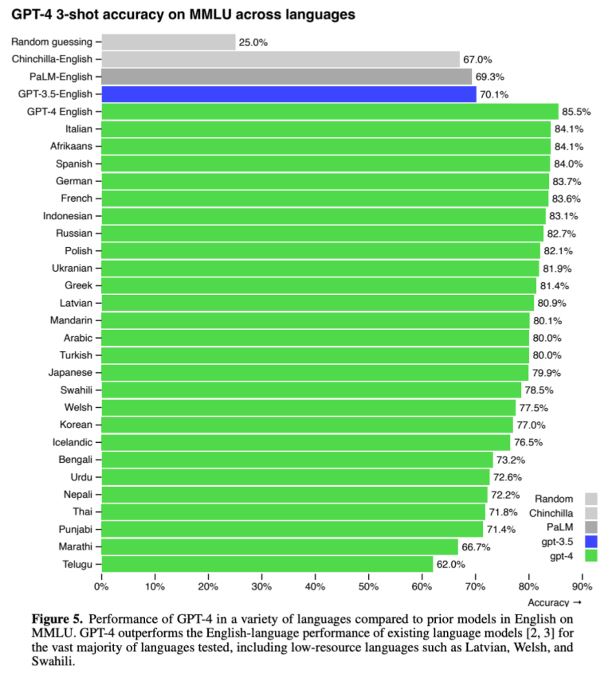 GPT-4 3-shot accuracy on MMLU across languages
Random guessing 25.0%
Chinchilla-English 67.0%
PaLM-English 69.3%
GPT-3.5-English 70.1%
GPT-4 English 85.5%
Italian 84.1%
Afrikaans 84.1%
Spanish 84.0%
German 83.7%
French 83.6%
Indonesian 83.1%
Russian 82.7%
Polish 82.1%
Ukranian 81.9%
Greek 81.4%
Latvian 80.9%
Mandarin 80.1%
Arabic 80.0%
Turkish 80.0%
Japanese 79.9%
Swahili 78.5%
Welsh 77.5%
Korean 77.0%
Icelandic 76.5%
Bengali 73.2%
Urdu 72.6%
Nepali 72.2%
Thai 71.8%
Punjabi 71.4%
Marathi 66.7%
Telugu 62.0%
Random
Chinchilla
PaLM
gpt-3.5
gpt-4
0% 10% 20% 30% 40% 50% 60% 70% 80% 90%
Accuracy →
Figure 5. Performance of GPT-4 in a variety of languages compared to prior models in English on
MMLU. GPT-4 outperforms the English-language performance of existing language models [2, 3] for
the vast majority of languages tested, including low-resource languages such as Latvian, Welsh, and
Swahili.